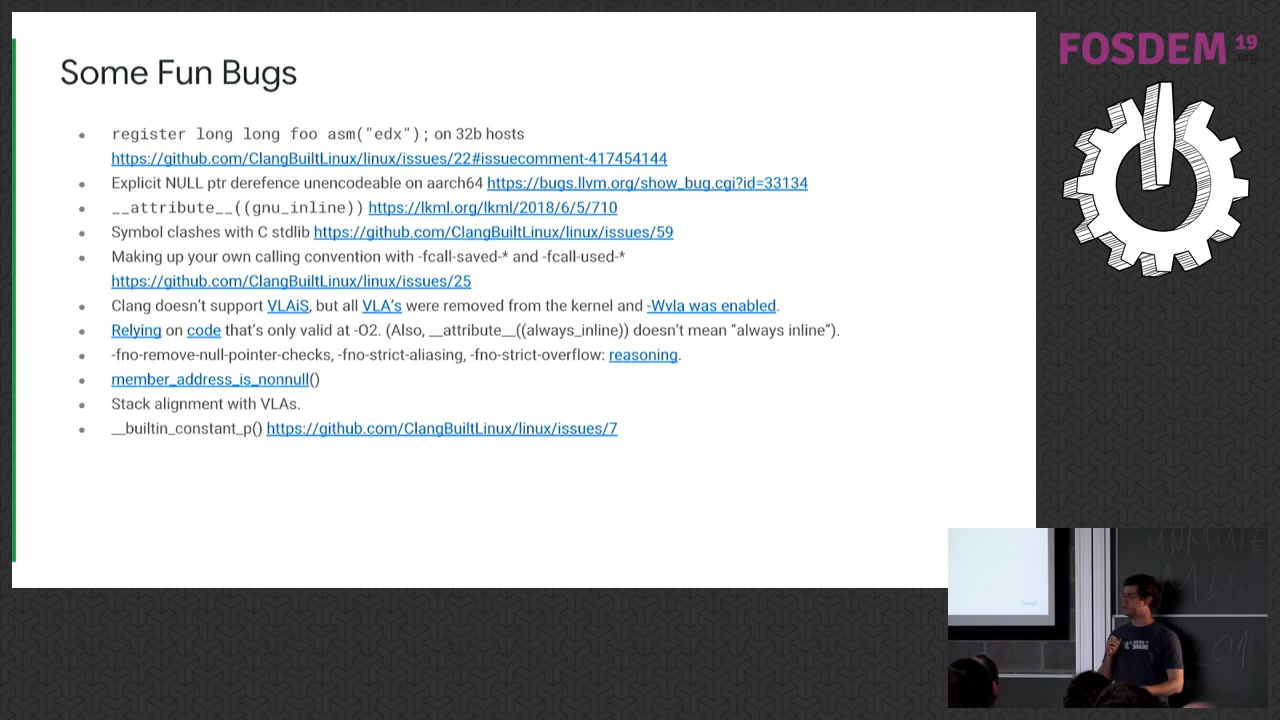 Some Fun Bugs
register long long foo asm("edx"); on 32b hosts
https://github.com/ClangBuiltLinux/linux/issues/22#issuecomment-417454144
Explicit NULL ptr derefence unencodeable on aarch64 https://bugs.llvm.org/show_bug.cgi?id=33134
__attribute__((gnu_inline)) https://lkml.org/lkml/2018/6/5/710
Symbol clashes with C stdlib https://github.com/ClangBuiltLinux/linux/issues/59
Making up your own calling convention with -fcall-saved-* and -fcall-used-*
https://github.com/ClangBuiltLinux/linux/issues/25
Clang doesn't support VLAiS, but all VLA's were removed from the kernel and -Wvla was enabled.
Relying on code that's only valid at -O2. (Also, __attribute__((always_inline)) doesn't mean “always inline”).
-fno-remove-null-pointer-checks, -fno-strict-aliasing, -fno-strict-overflow: reasoning.
member_address_is_nonnull()
Stack alignment with VLAs.
__builtin_constant_p() https://github.com/ClangBuiltLinux/linux/issues/7
FOSDEM 19
.org
Google
UNMUTE
MIC